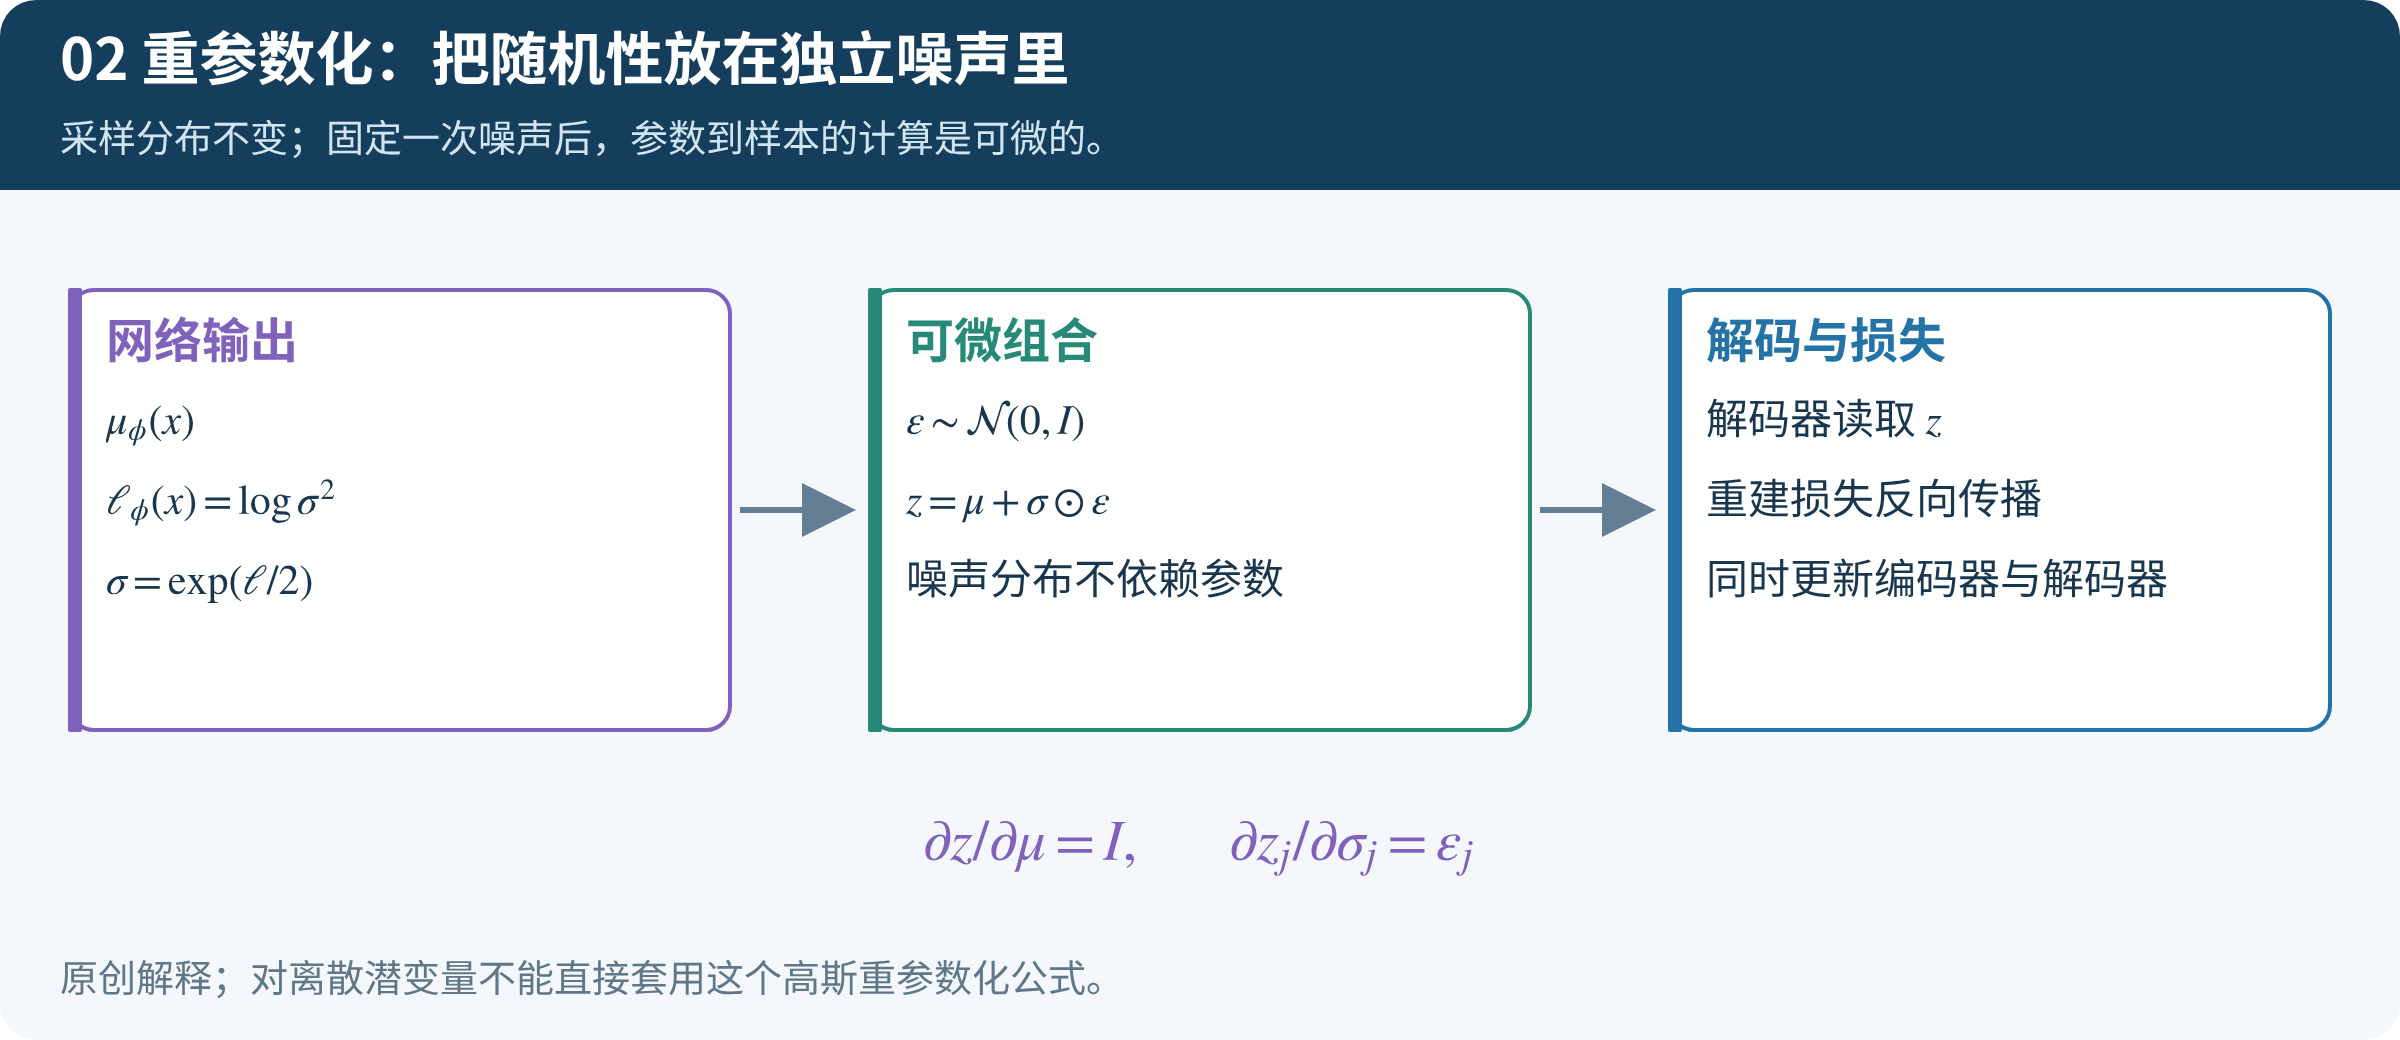 02 重参数化：把随机性放在独立噪声里
采样分布不变；固定一次噪声后，参数到样本的计算是可微的。
网络输出
μ_ϕ(x)
ℓ_ϕ(x) = log σ²
σ = exp(ℓ/2)
可微组合
ε ~ 𝒩(0, I)
z = μ + σ ⊙ ε
噪声分布不依赖参数
解码与损失
解码器读取 z
重建损失反向传播
同时更新编码器与解码器
∂z/∂μ = I,  ∂z_j/∂σ_j = ε_j
原创解释；对离散潜变量不能直接套用这个高斯重参数化公式。